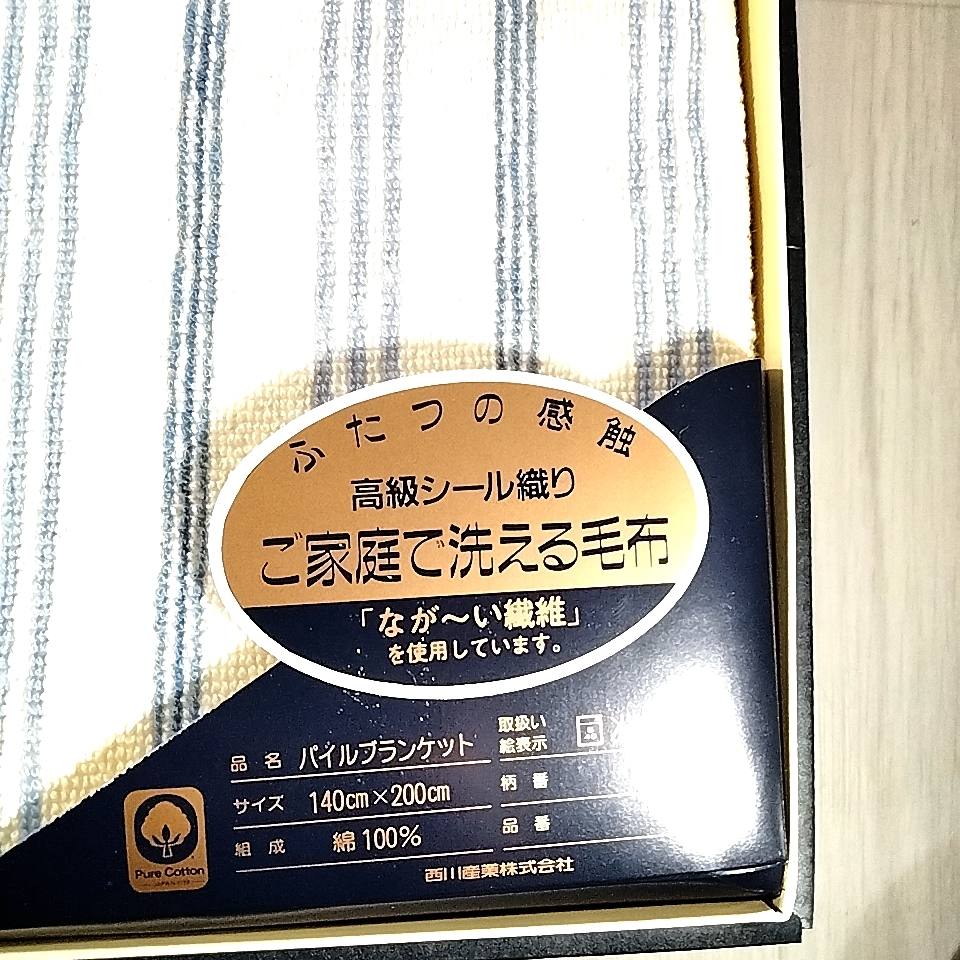 ふたつの感触
高級シール織り
ご家庭で洗える毛布
「なが〜い繊維」
を使用しています。
品名 パイルブランケット
サイズ 140cm×200cm
組成 綿100%
取扱い
絵表示
柄番
品番
西川産業株式会社
Pure Cotton